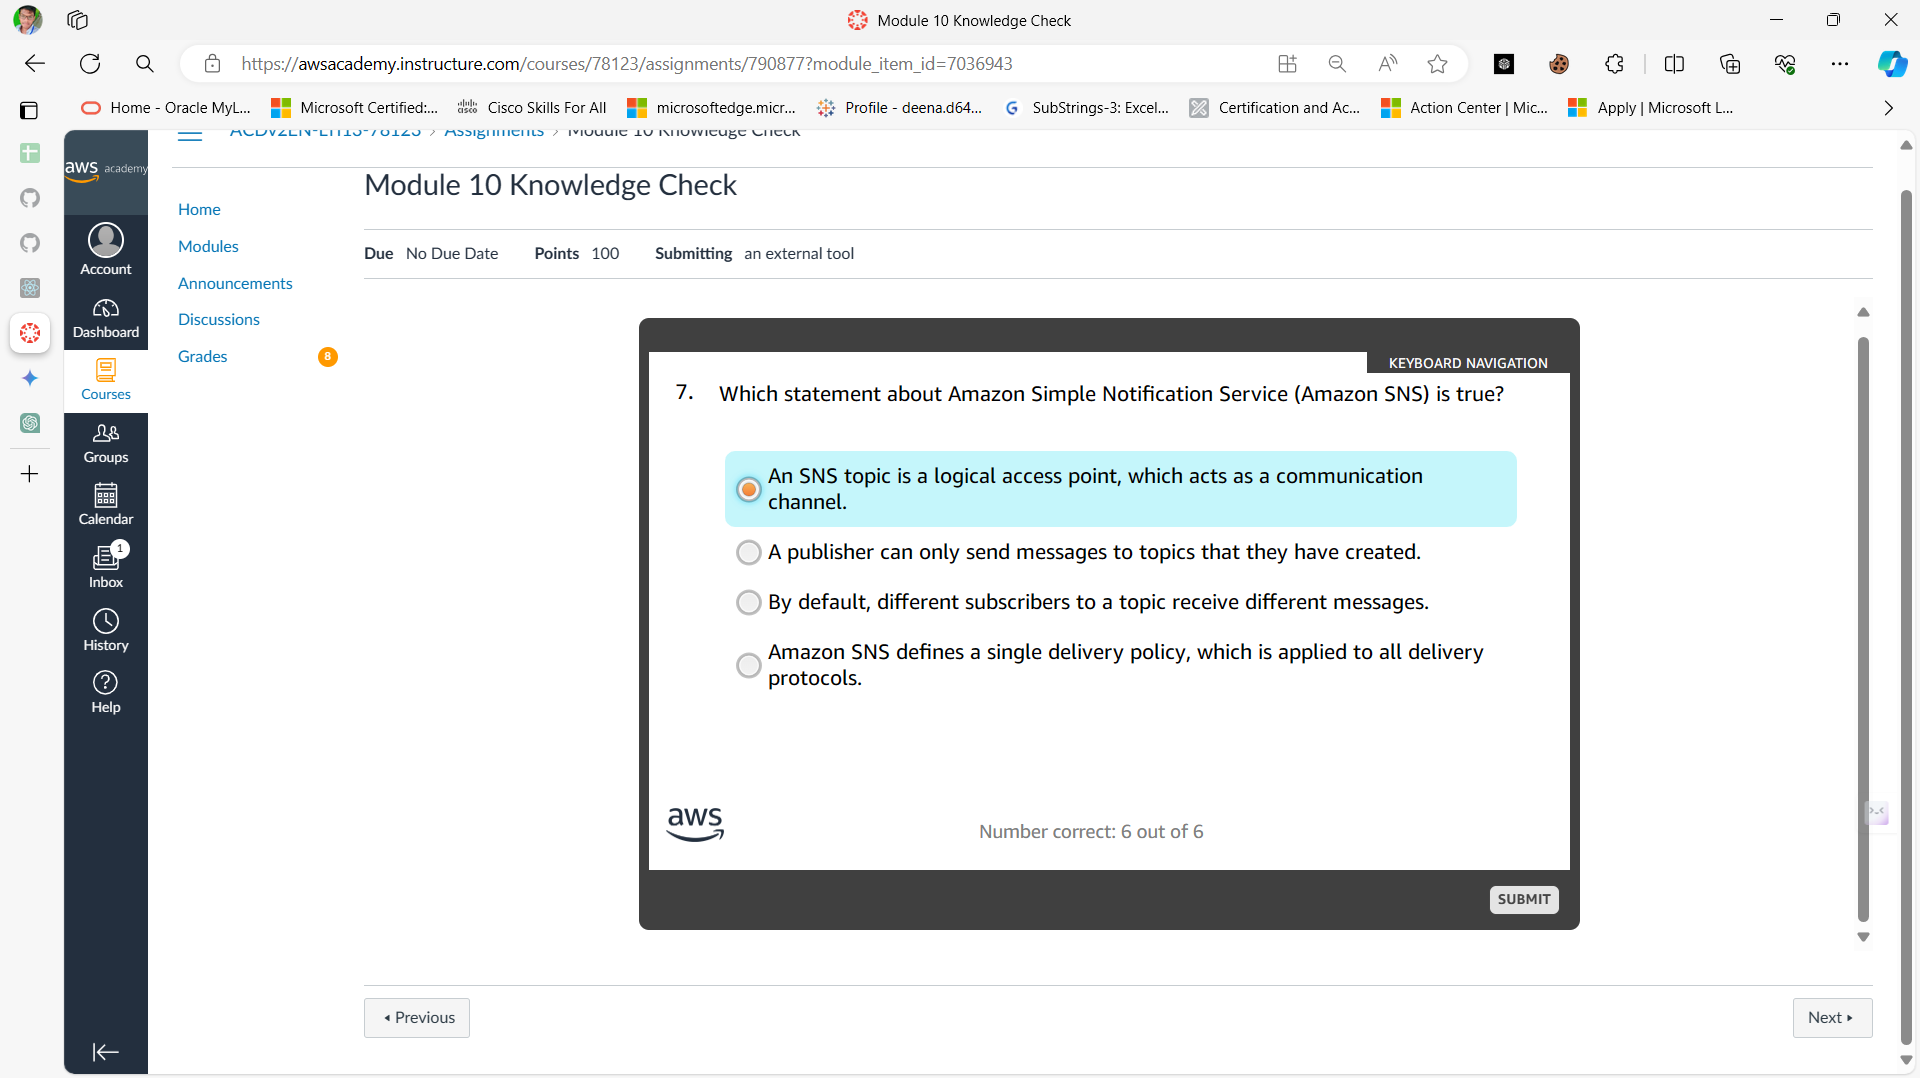 Module 10 Knowledge Check
https://awsacademy.instructure.com/courses/78123/assignments/790877?module_item_id=7036943
Home - Oracle MyL...
Microsoft Certified:...
Cisco Skills For All
microsoftedge.micr...
Profile - deena.d64...
SubStrings-3: Excel...
Certification and Ac...
Action Center | Mic...
Apply | Microsoft L...
ACDv2EN-LTI13-78123 › Assignments › Module 10 Knowledge Check
aws academy
Account
Dashboard
Courses
Groups
Calendar
1
Inbox
History
Help
Home
Modules
Announcements
Discussions
Grades 8
Module 10 Knowledge Check
Due No Due Date Points 100 Submitting an external tool
KEYBOARD NAVIGATION
7. Which statement about Amazon Simple Notification Service (Amazon SNS) is true?
An SNS topic is a logical access point, which acts as a communication
channel.
A publisher can only send messages to topics that they have created.
By default, different subscribers to a topic receive different messages.
Amazon SNS defines a single delivery policy, which is applied to all delivery
protocols.
aws
Number correct: 6 out of 6
SUBMIT
Previous
Next